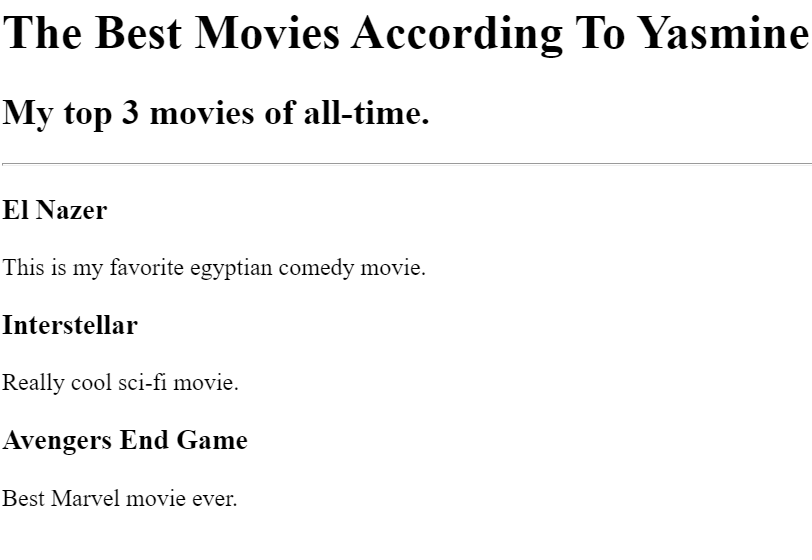 The Best Movies According To Yasmine
My top 3 movies of all-time.
El Nazer
This is my favorite egyptian comedy movie.
Interstellar
Really cool sci-fi movie.
Avengers End Game
Best Marvel movie ever.